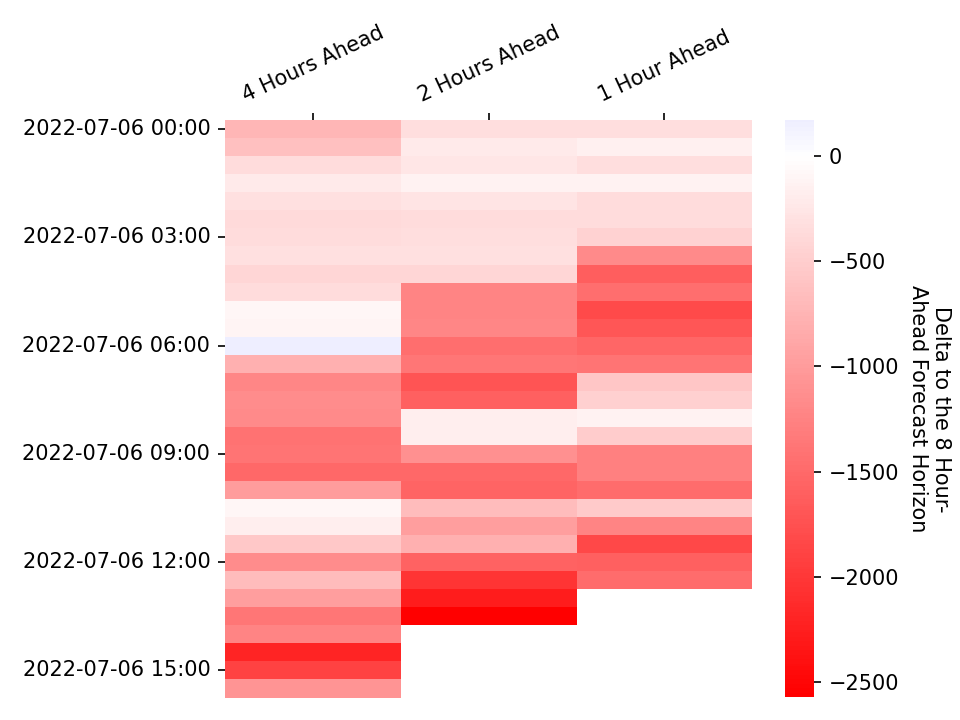 4 Hours Ahead
2 Hours Ahead
1 Hour Ahead
2022-07-06 00:00
2022-07-06 03:00
2022-07-06 06:00
2022-07-06 09:00
2022-07-06 12:00
2022-07-06 15:00
0
−500
−1000
−1500
−2000
−2500
Delta to the 8 Hour-
Ahead Forecast Horizon